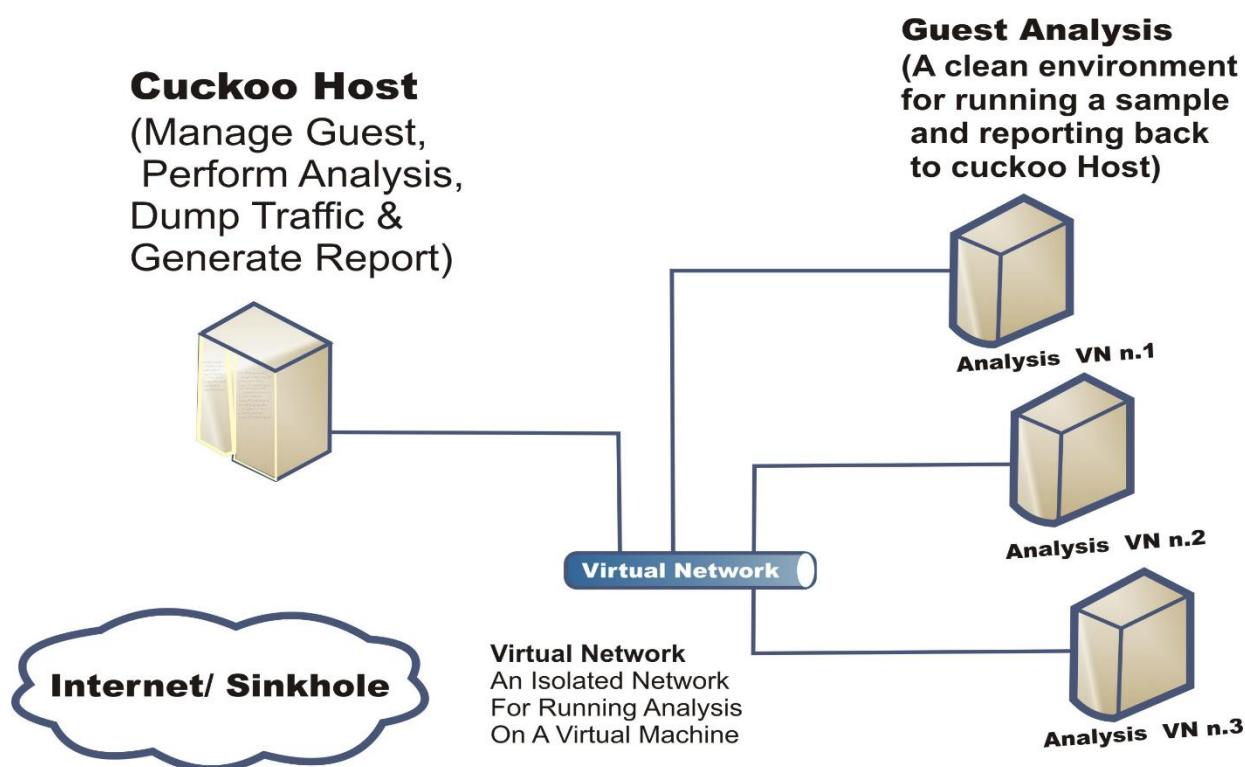 Cuckoo Host
(Manage Guest,
Perform Analysis,
Dump Traffic &
Generate Report)
Guest Analysis
(A clean environment
for running a sample
and reporting back
to cuckoo Host)
Analysis VN n.1
Analysis VN n.2
Virtual Network
Analysis VN n.3
Internet/ Sinkhole
Virtual Network
An Isolated Network
For Running Analysis
On A Virtual Machine